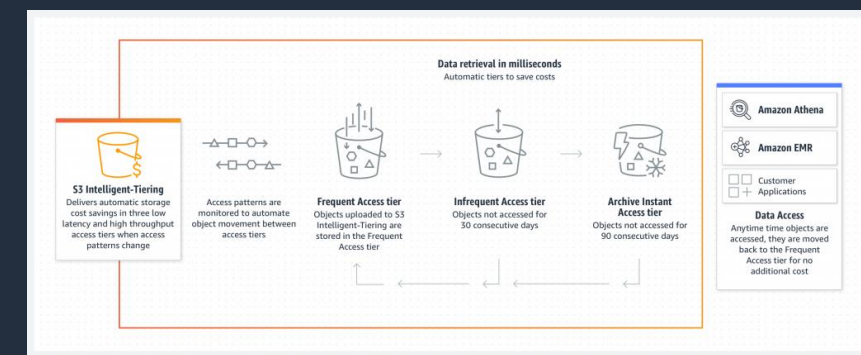 Data retrieval in milliseconds
Automatic tiers to save costs
S3 Intelligent-Tiering
Delivers automatic storage
cost savings in three low
latency and high throughput
access tiers when access
patterns change
Access patterns are
monitored to automate
object movement between
access tiers
Frequent Access tier
Objects uploaded to S3
Intelligent-Tiering are
stored in the Frequent
Access tier
Infrequent Access tier
Objects not accessed for
30 consecutive days
Archive Instant
Access tier
Objects not accessed for
90 consecutive days
Amazon Athena
Amazon EMR
Customer
Applications
Data Access
Anytime time objects are
accessed, they are moved
back to the Frequent
Access tier for no
additional cost